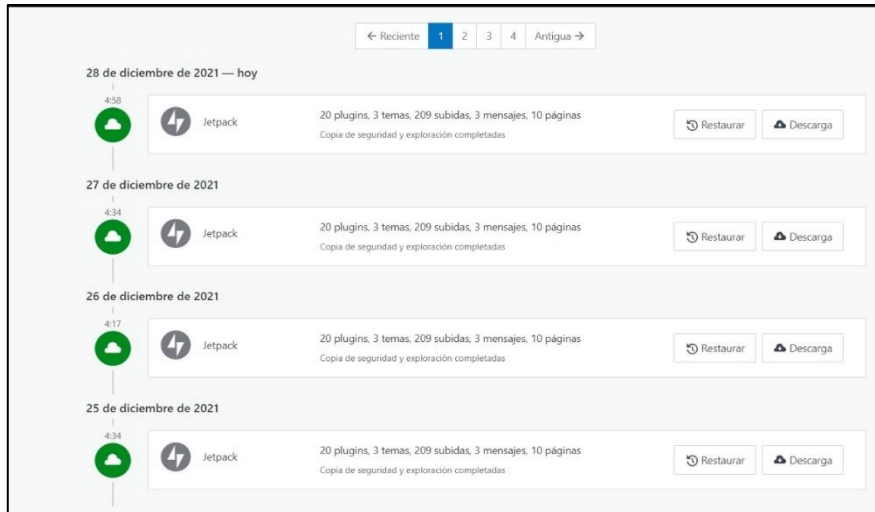 ← Reciente 1 2 3 4 Antigua →
28 de diciembre de 2021 — hoy
4:58
Jetpack
20 plugins, 3 temas, 209 subidas, 3 mensajes, 10 páginas
Copia de seguridad y exploración completadas
Restaurar
Descarga
27 de diciembre de 2021
4:34
Jetpack
20 plugins, 3 temas, 209 subidas, 3 mensajes, 10 páginas
Copia de seguridad y exploración completadas
Restaurar
Descarga
26 de diciembre de 2021
4:17
Jetpack
20 plugins, 3 temas, 209 subidas, 3 mensajes, 10 páginas
Copia de seguridad y exploración completadas
Restaurar
Descarga
25 de diciembre de 2021
4:34
Jetpack
20 plugins, 3 temas, 209 subidas, 3 mensajes, 10 páginas
Copia de seguridad y exploración completadas
Restaurar
Descarga